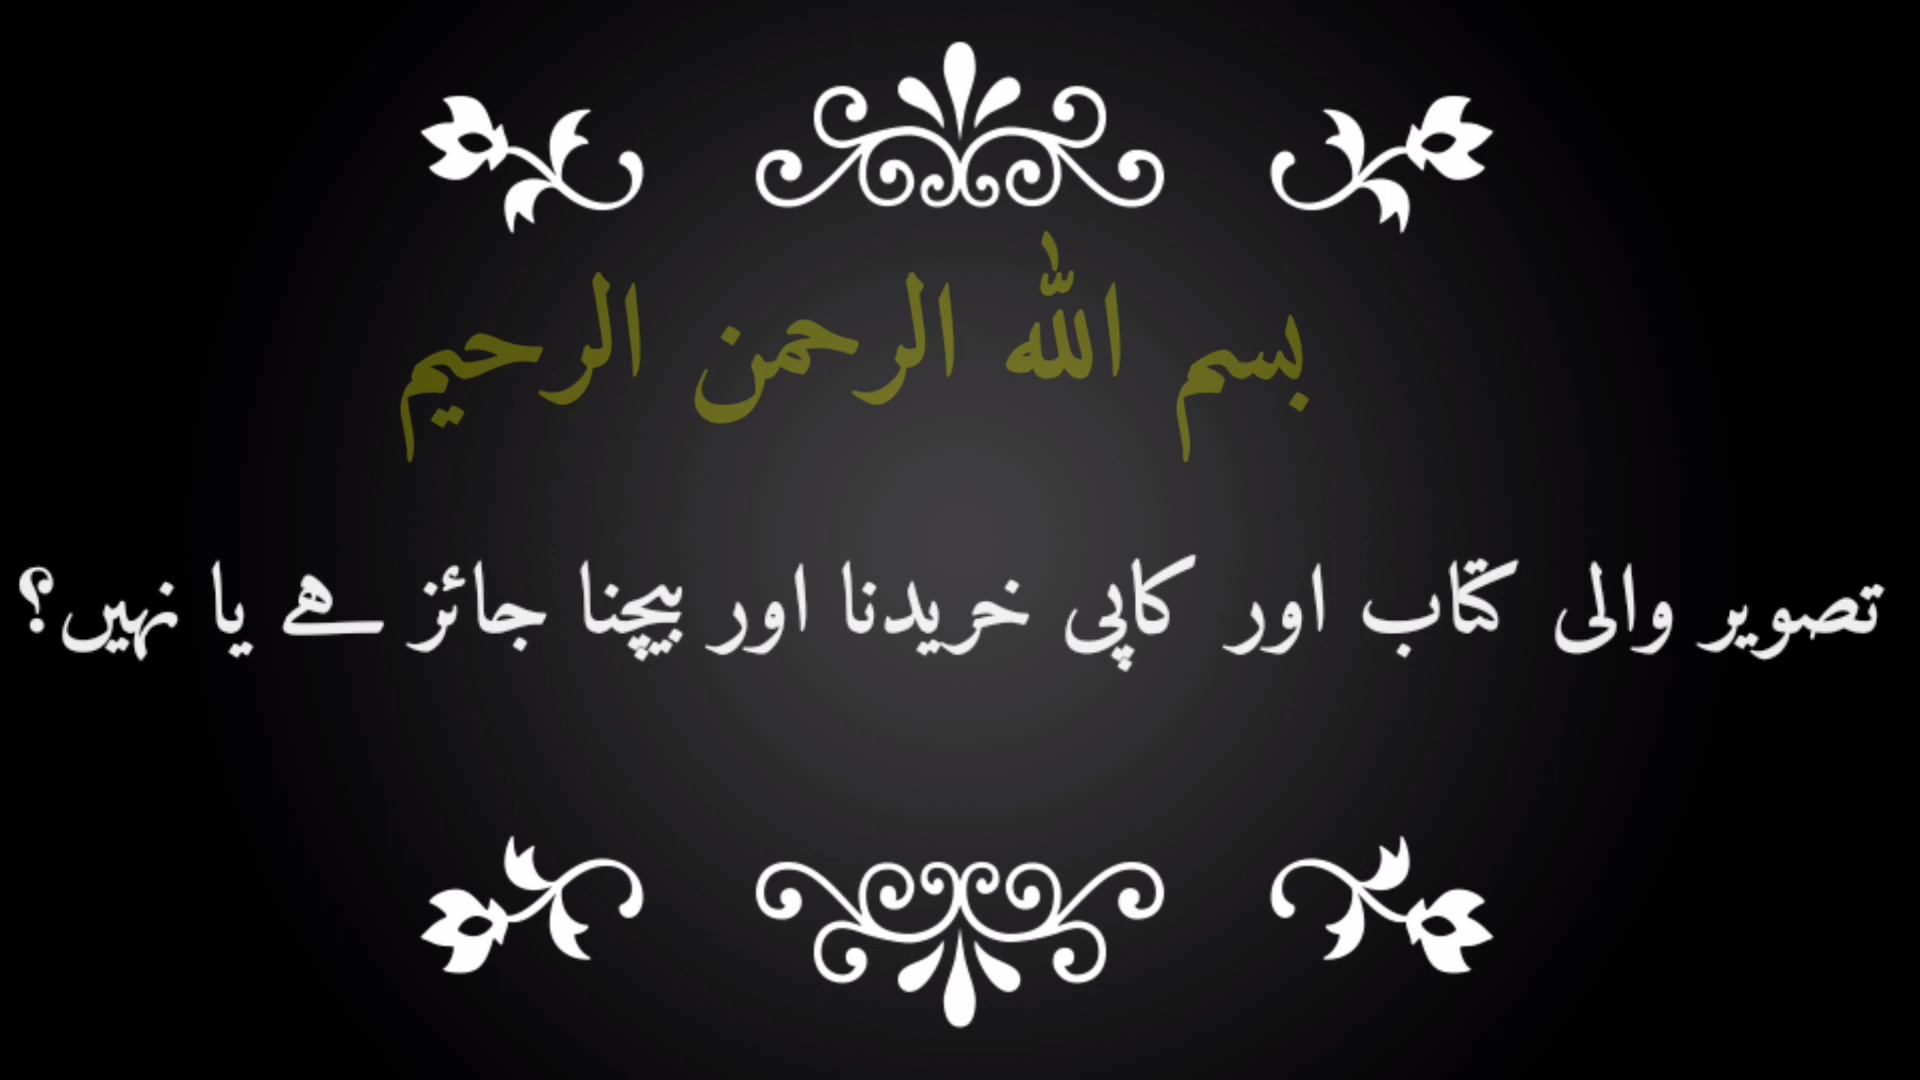 بسم اللہ الرحمن الرحیم
تصویر والی کتاب اور کاپی خریدنا اور بیچنا جائز ہے یا نہیں؟